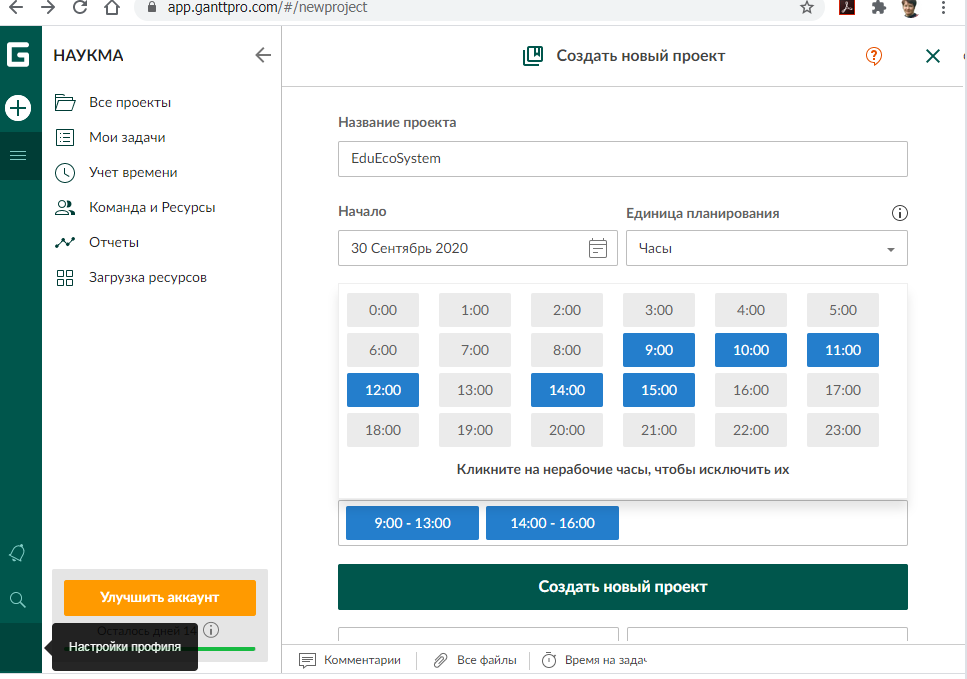 app.ganttpro.com/#/newproject
НАУКМА
Все проекты
Мои задачи
Учет времени
Команда и Ресурсы
Отчеты
Загрузка ресурсов
Улучшить аккаунт
Осталось дней 14
Настройки профиля
Создать новый проект
Название проекта
EduEcoSystem
Начало
Единица планирования
30 Сентябрь 2020
Часы
0:00 1:00 2:00 3:00 4:00 5:00
6:00 7:00 8:00 9:00 10:00 11:00
12:00 13:00 14:00 15:00 16:00 17:00
18:00 19:00 20:00 21:00 22:00 23:00
Кликните на нерабочие часы, чтобы исключить их
9:00 - 13:00 14:00 - 16:00
Создать новый проект
Комментарии Все файлы Время на задач